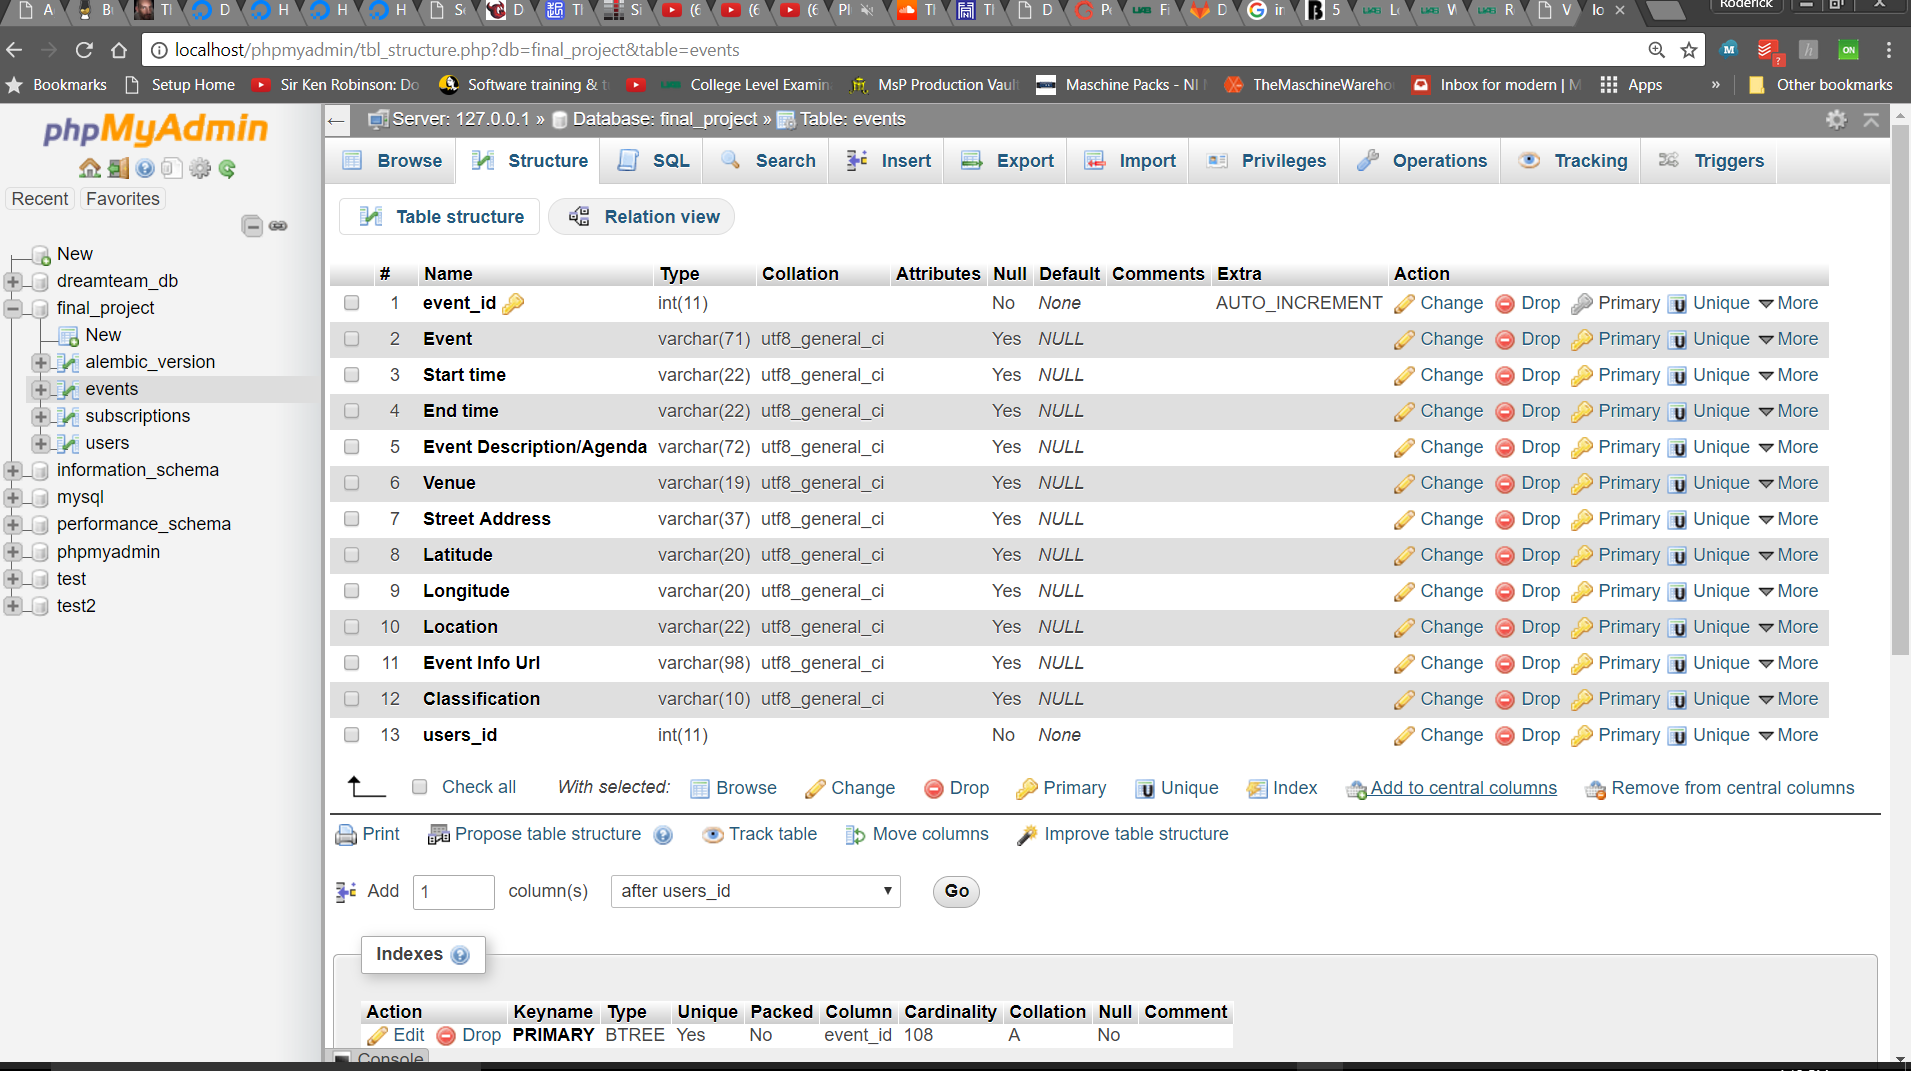 Roderick
localhost/phpmyadmin/tbl_structure.php?db=final_project&table=events
Bookmarks Setup Home Sir Ken Robinson: Do Software training & t College Level Examin MsP Production Vault Maschine Packs - NI TheMaschineWareho Inbox for modern | M Apps » Other bookmarks
phpMyAdmin
Recent Favorites
New
dreamteam_db
final_project
New
alembic_version
events
subscriptions
users
information_schema
mysql
performance_schema
phpmyadmin
test
test2
Server: 127.0.0.1 » Database: final_project » Table: events
Browse Structure SQL Search Insert Export Import Privileges Operations Tracking Triggers
Table structure Relation view
# Name Type Collation Attributes Null Default Comments Extra Action
1 event_id int(11) No None AUTO_INCREMENT Change Drop Primary Unique More
2 Event varchar(71) utf8_general_ci Yes NULL Change Drop Primary Unique More
3 Start time varchar(22) utf8_general_ci Yes NULL Change Drop Primary Unique More
4 End time varchar(22) utf8_general_ci Yes NULL Change Drop Primary Unique More
5 Event Description/Agenda varchar(72) utf8_general_ci Yes NULL Change Drop Primary Unique More
6 Venue varchar(19) utf8_general_ci Yes NULL Change Drop Primary Unique More
7 Street Address varchar(37) utf8_general_ci Yes NULL Change Drop Primary Unique More
8 Latitude varchar(20) utf8_general_ci Yes NULL Change Drop Primary Unique More
9 Longitude varchar(20) utf8_general_ci Yes NULL Change Drop Primary Unique More
10 Location varchar(22) utf8_general_ci Yes NULL Change Drop Primary Unique More
11 Event Info Url varchar(98) utf8_general_ci Yes NULL Change Drop Primary Unique More
12 Classification varchar(10) utf8_general_ci Yes NULL Change Drop Primary Unique More
13 users_id int(11) No None Change Drop Primary Unique More
Check all With selected: Browse Change Drop Primary Unique Index Add to central columns Remove from central columns
Print Propose table structure Track table Move columns Improve table structure
Add 1 column(s) after users_id Go
Indexes
Action Keyname Type Unique Packed Column Cardinality Collation Null Comment
Edit Drop PRIMARY BTREE Yes No event_id 108 A No
Console